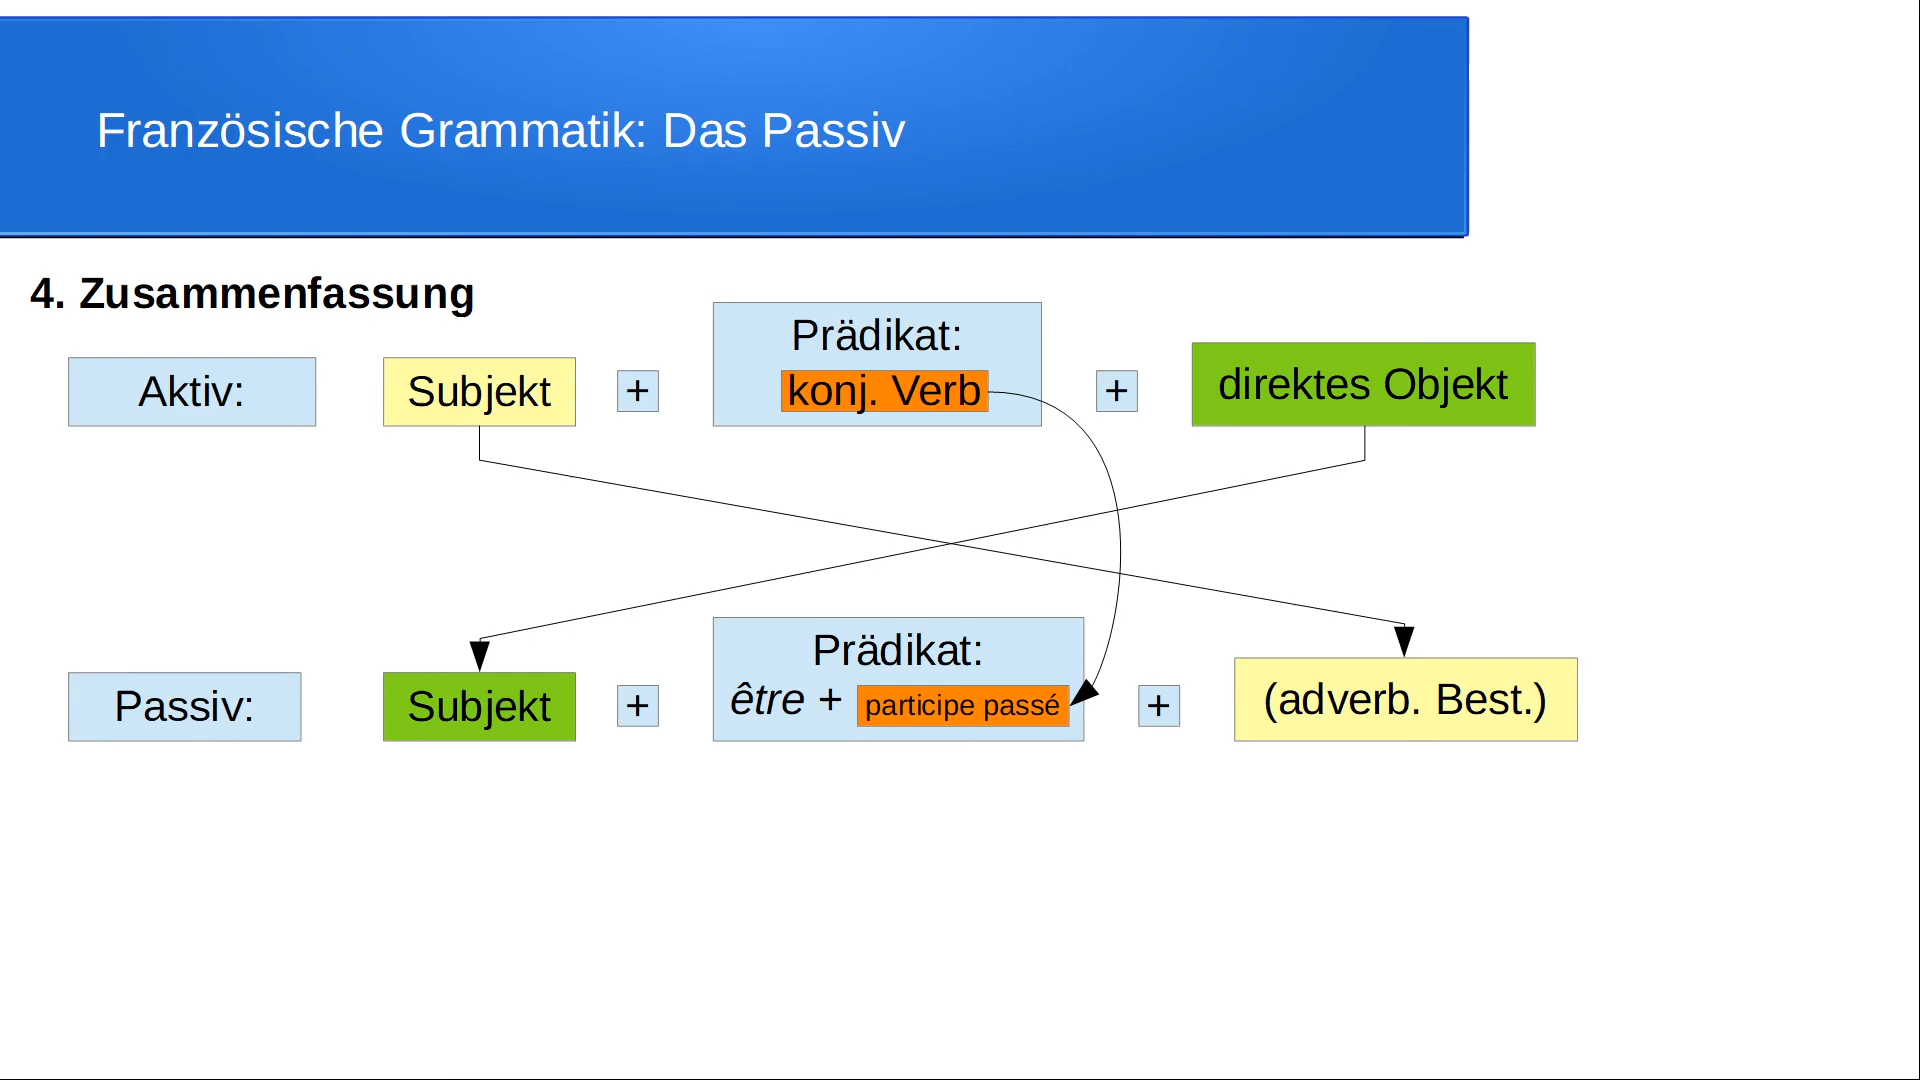 Französische Grammatik: Das Passiv
4. Zusammenfassung
Aktiv:
Subjekt
+
Prädikat:
konj. Verb
+
direktes Objekt
Passiv:
Subjekt
+
Prädikat:
être + participe passé
+
(adverb. Best.)